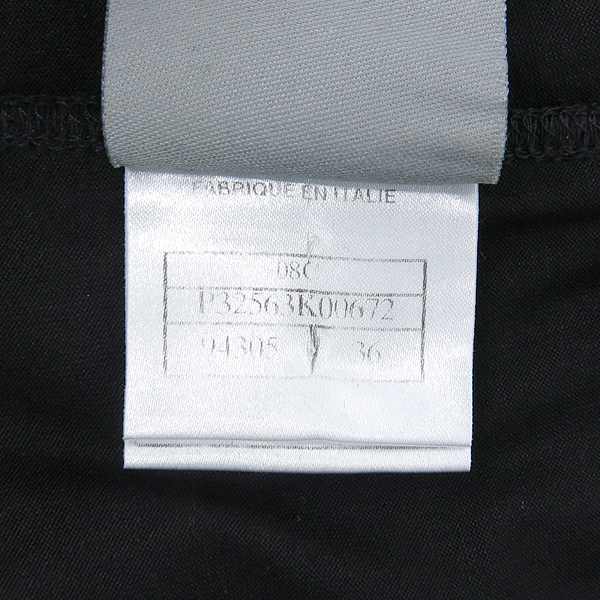 FABRIQUE EN ITALIE
08C
P32563K00672
94305 36